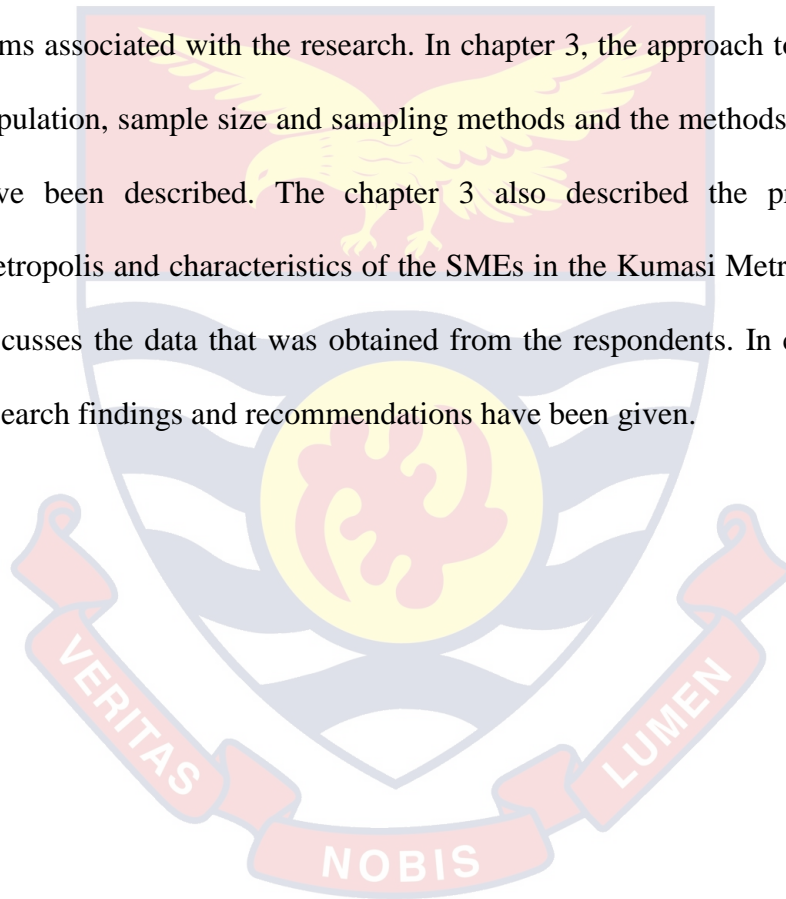 ms associated with the research. In chapter 3, the approach to
pulation, sample size and sampling methods and the methods
ve been described. The chapter 3 also described the pr
etropolis and characteristics of the SMEs in the Kumasi Metr
cusses the data that was obtained from the respondents. In
search findings and recommendations have been given.
VERITAS
NOBIS
LUMEN